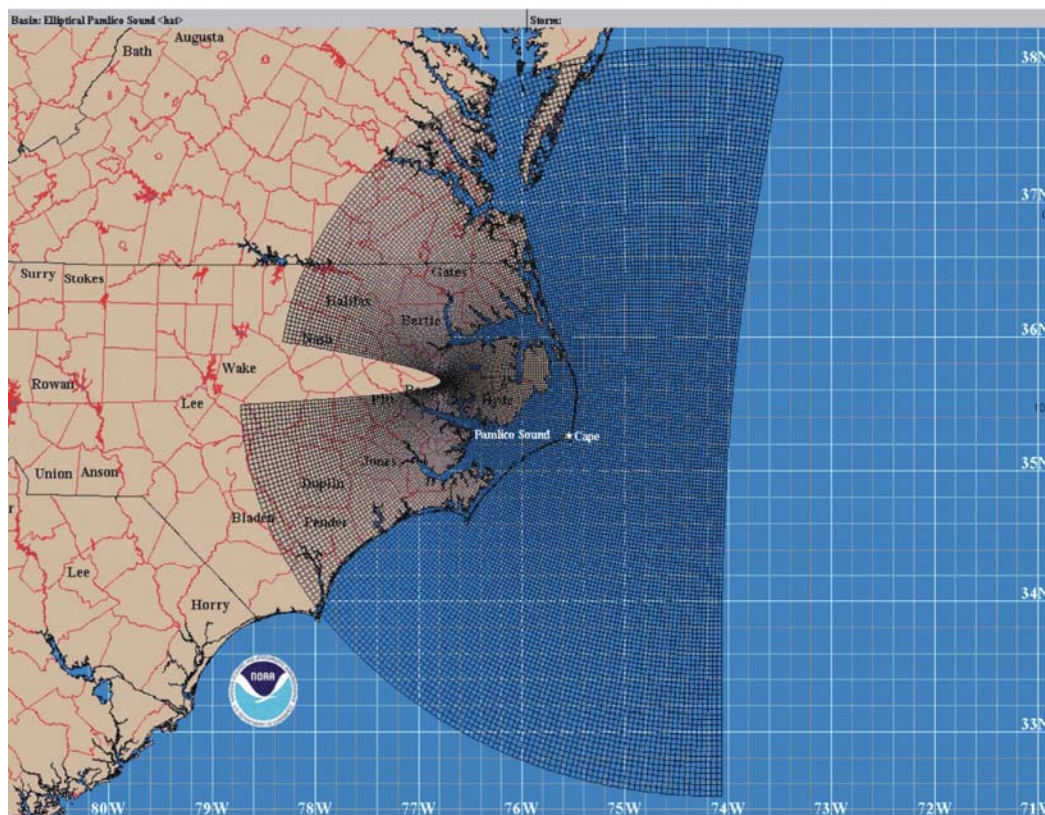 Basin: Elliptical Pamlico Sound <hat>
Storm:
Augusta
Bath
38N
37N
Surry
Stokes
Gates
Halifax
Bertie
Nash
36N
Wake
Rowan
Lee
Hyde
Pamlico Sound
Cape
Union
Anson
Jones
35N
Duplin
Bladen
Pender
Lee
Horry
34N
NOAA
33N
80W
79W
78W
77W
76W
75W
74W
73W
72W
71W